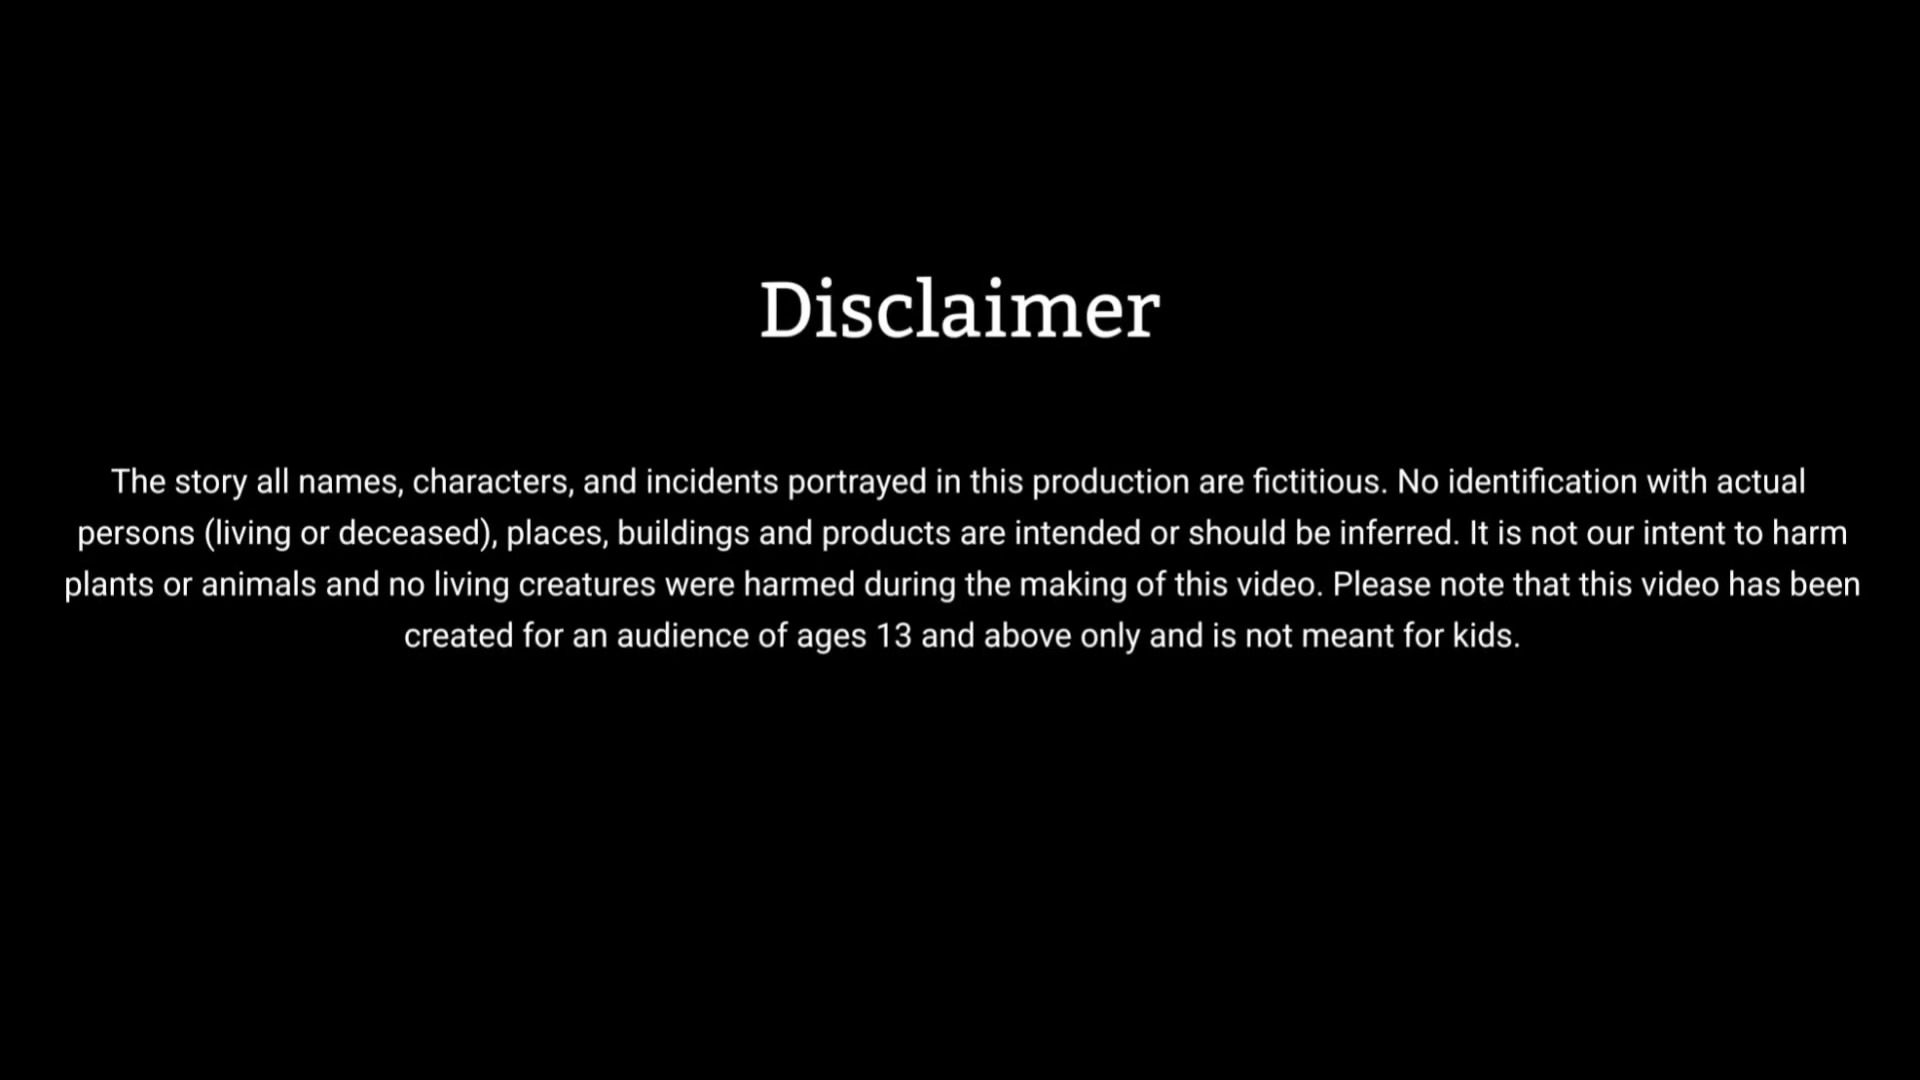 Disclaimer
The story all names, characters, and incidents portrayed in this production are fictitious. No identification with actual
persons (living or deceased), places, buildings and products are intended or should be inferred. It is not our intent to harm
plants or animals and no living creatures were harmed during the making of this video. Please note that this video has been
created for an audience of ages 13 and above only and is not meant for kids.